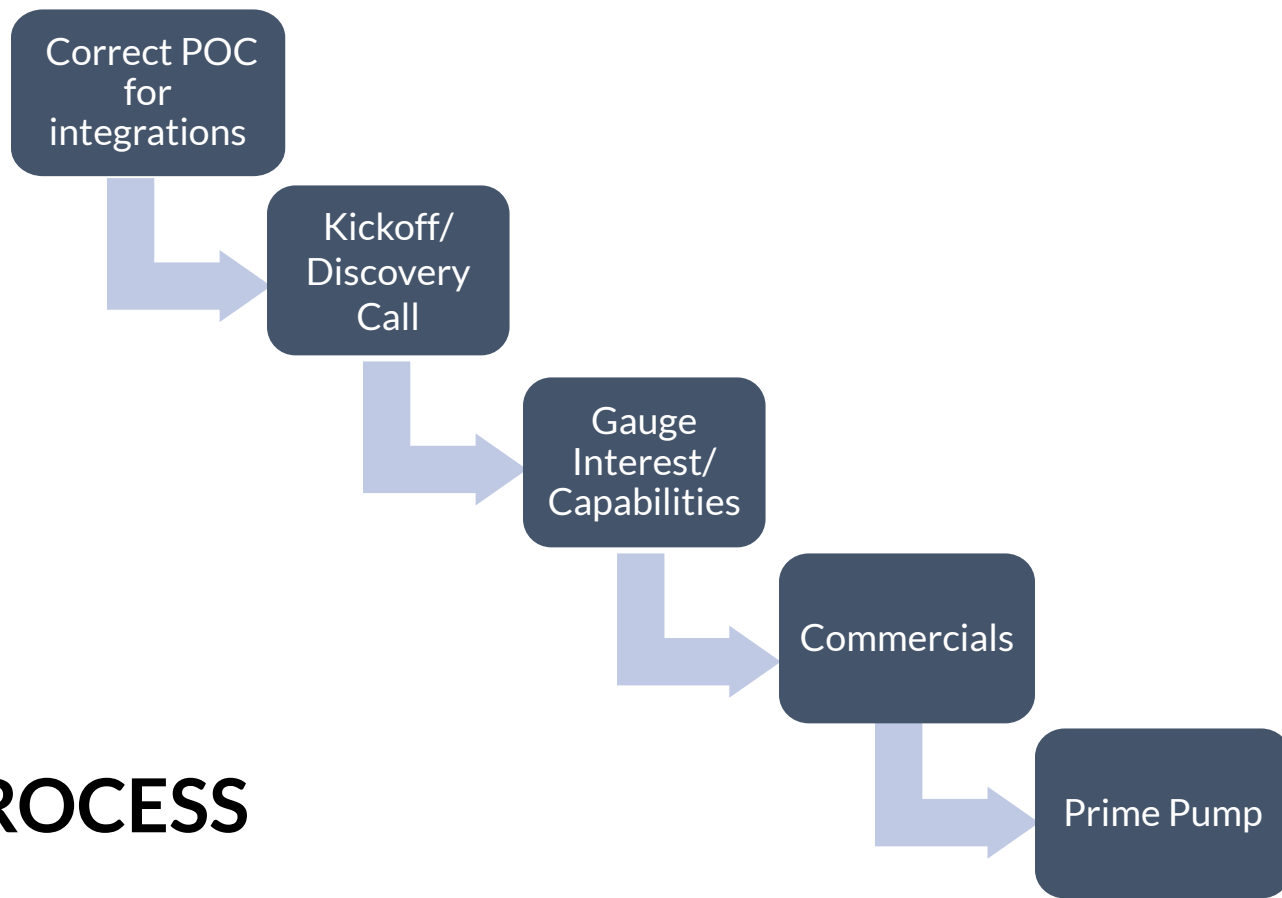 Correct POC
for
integrations
Kickoff/
Discovery
Call
Gauge
Interest/
Capabilities
Commercials
Prime Pump
ROCESS